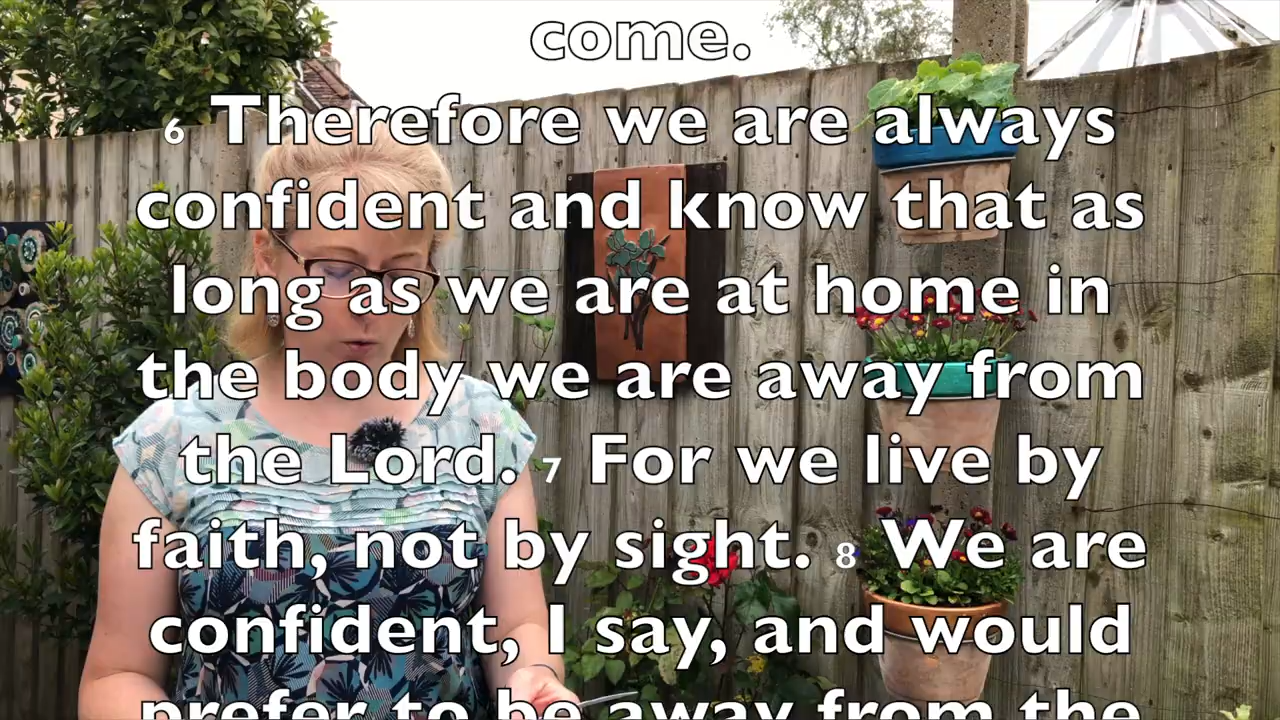 come.
6 Therefore we are always
confident and know that as
long as we are at home in
the body we are away from
the Lord. 7 For we live by
faith, not by sight. 8 We are
confident, I say, and would
prefer to be away from the